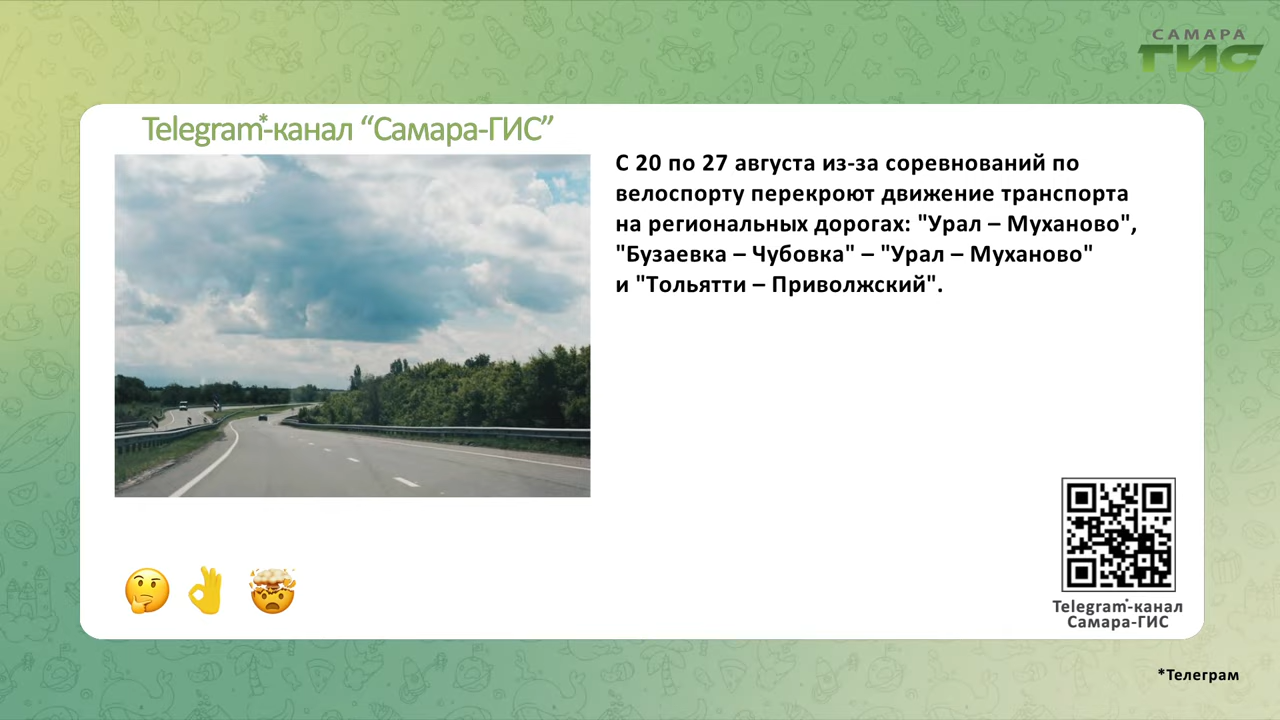 САМАРА
ГИС
Telegram*-канал “Самара-ГИС”
С 20 по 27 августа из-за соревнований по
велоспорту перекроют движение транспорта
на региональных дорогах: "Урал – Муханово",
"Бузаевка – Чубовка" – "Урал – Муханово"
и "Тольятти – Приволжский".
Telegram*-канал
Самара-ГИС
*Телеграм